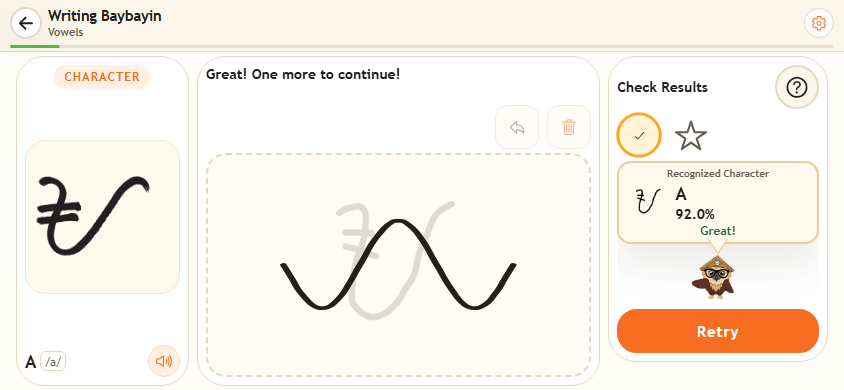 Writing Baybayin
Vowels
CHARACTER
ᜀ
A /a/
Great! One more to continue!
Check Results
?
Recognized Character
ᜀ
A
92.0%
Great!
Retry